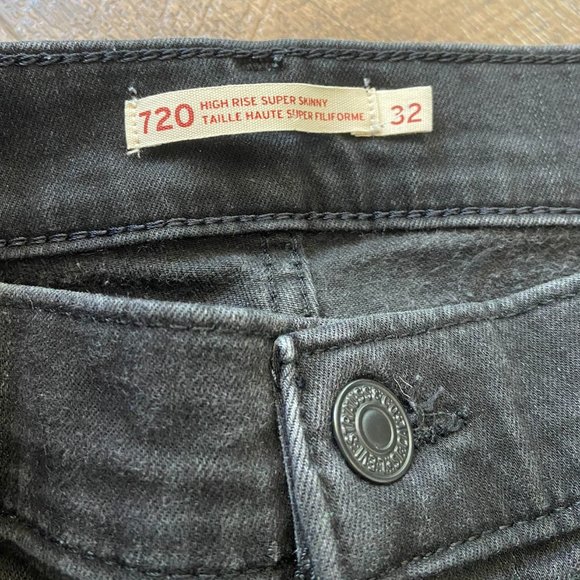 720 HIGH RISE SUPER SKINNY
TAILLE HAUTE SUPER FILIFORME
32